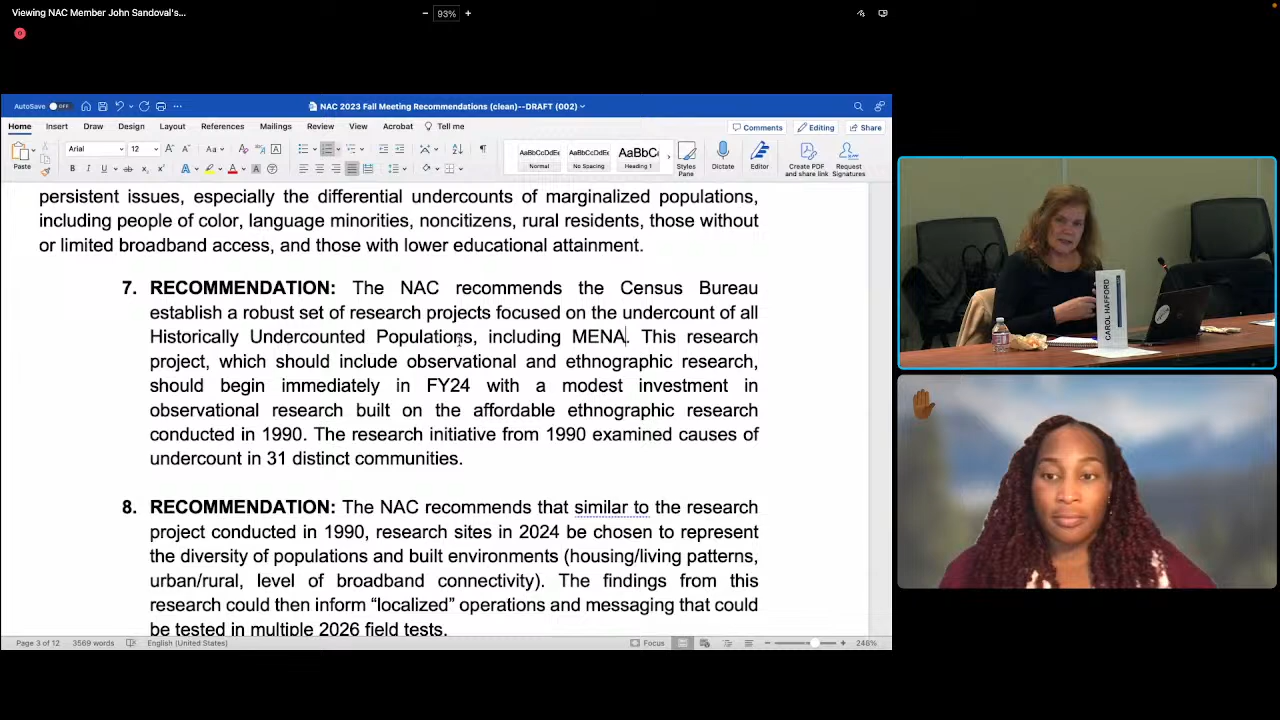 Viewing NAC Member John Sandoval's...
93%
AutoSave OFF
NAC 2023 Fall Meeting Recommendations (clean)--DRAFT (002)
Home Insert Draw Design Layout References Mailings Review View Acrobat Tell me
Comments Editing Share
Paste
Arial 12
AaBbCcDdEe AaBbCcDdEe AaBbCc
Normal No Spacing Heading 1
Styles Pane
Dictate
Editor
Create PDF and share link
Request Signatures
persistent issues, especially the differential undercounts of marginalized populations,
including people of color, language minorities, noncitizens, rural residents, those without
or limited broadband access, and those with lower educational attainment.
7. RECOMMENDATION: The NAC recommends the Census Bureau
establish a robust set of research projects focused on the undercount of all
Historically Undercounted Populations, including MENA. This research
project, which should include observational and ethnographic research,
should begin immediately in FY24 with a modest investment in
observational research built on the affordable ethnographic research
conducted in 1990. The research initiative from 1990 examined causes of
undercount in 31 distinct communities.
8. RECOMMENDATION: The NAC recommends that similar to the research
project conducted in 1990, research sites in 2024 be chosen to represent
the diversity of populations and built environments (housing/living patterns,
urban/rural, level of broadband connectivity). The findings from this
research could then inform “localized” operations and messaging that could
be tested in multiple 2026 field tests.
Page 3 of 12 3569 words English (United States) Focus 246%
CAROL HAFFORD